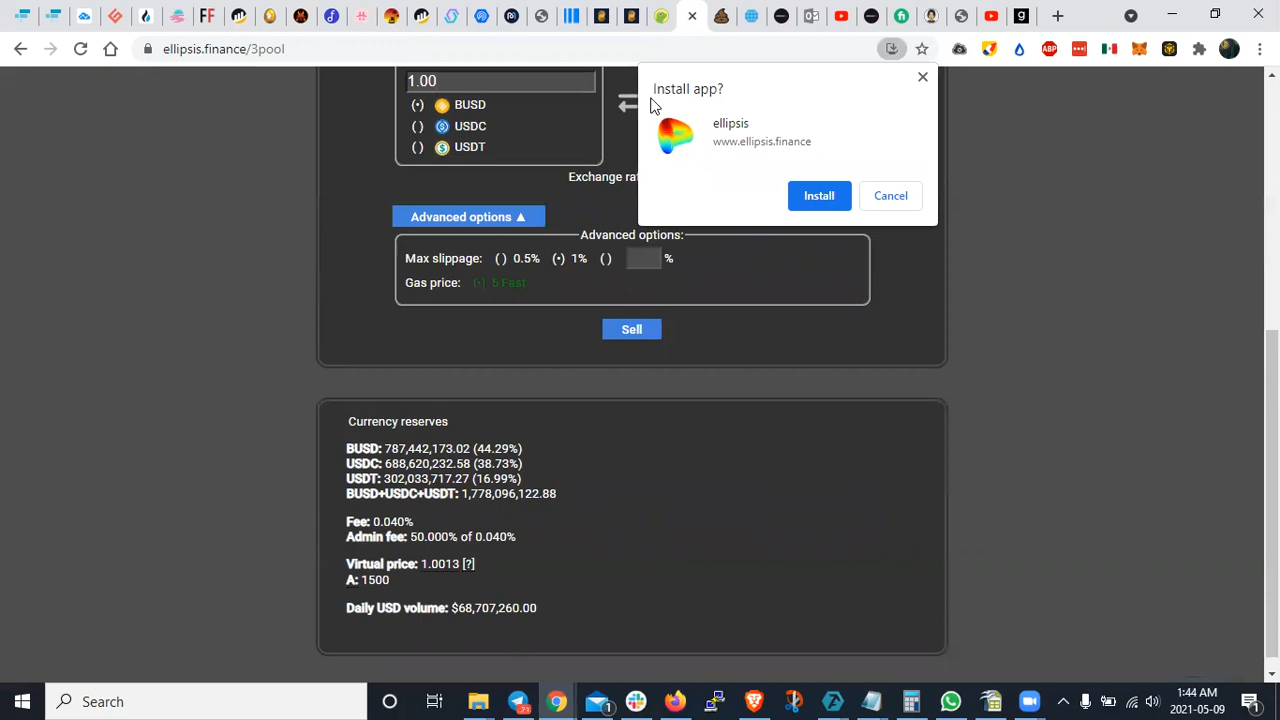 ellipsis.finance/3pool
1.00
BUSD
USDC
USDT
Exchange rat
Install app?
ellipsis
www.ellipsis.finance
Install
Cancel
Advanced options ▲
Advanced options:
Max slippage: ( ) 0.5% (•) 1% ( ) %
Gas price: (•) 5 Fast
Sell
Currency reserves
BUSD: 787,442,173.02 (44.29%)
USDC: 688,620,232.58 (38.73%)
USDT: 302,033,717.27 (16.99%)
BUSD+USDC+USDT: 1,778,096,122.88
Fee: 0.040%
Admin fee: 50.000% of 0.040%
Virtual price: 1.0013 [?]
A: 1500
Daily USD volume: $68,707,260.00
Search
1:44 AM
2021-05-09